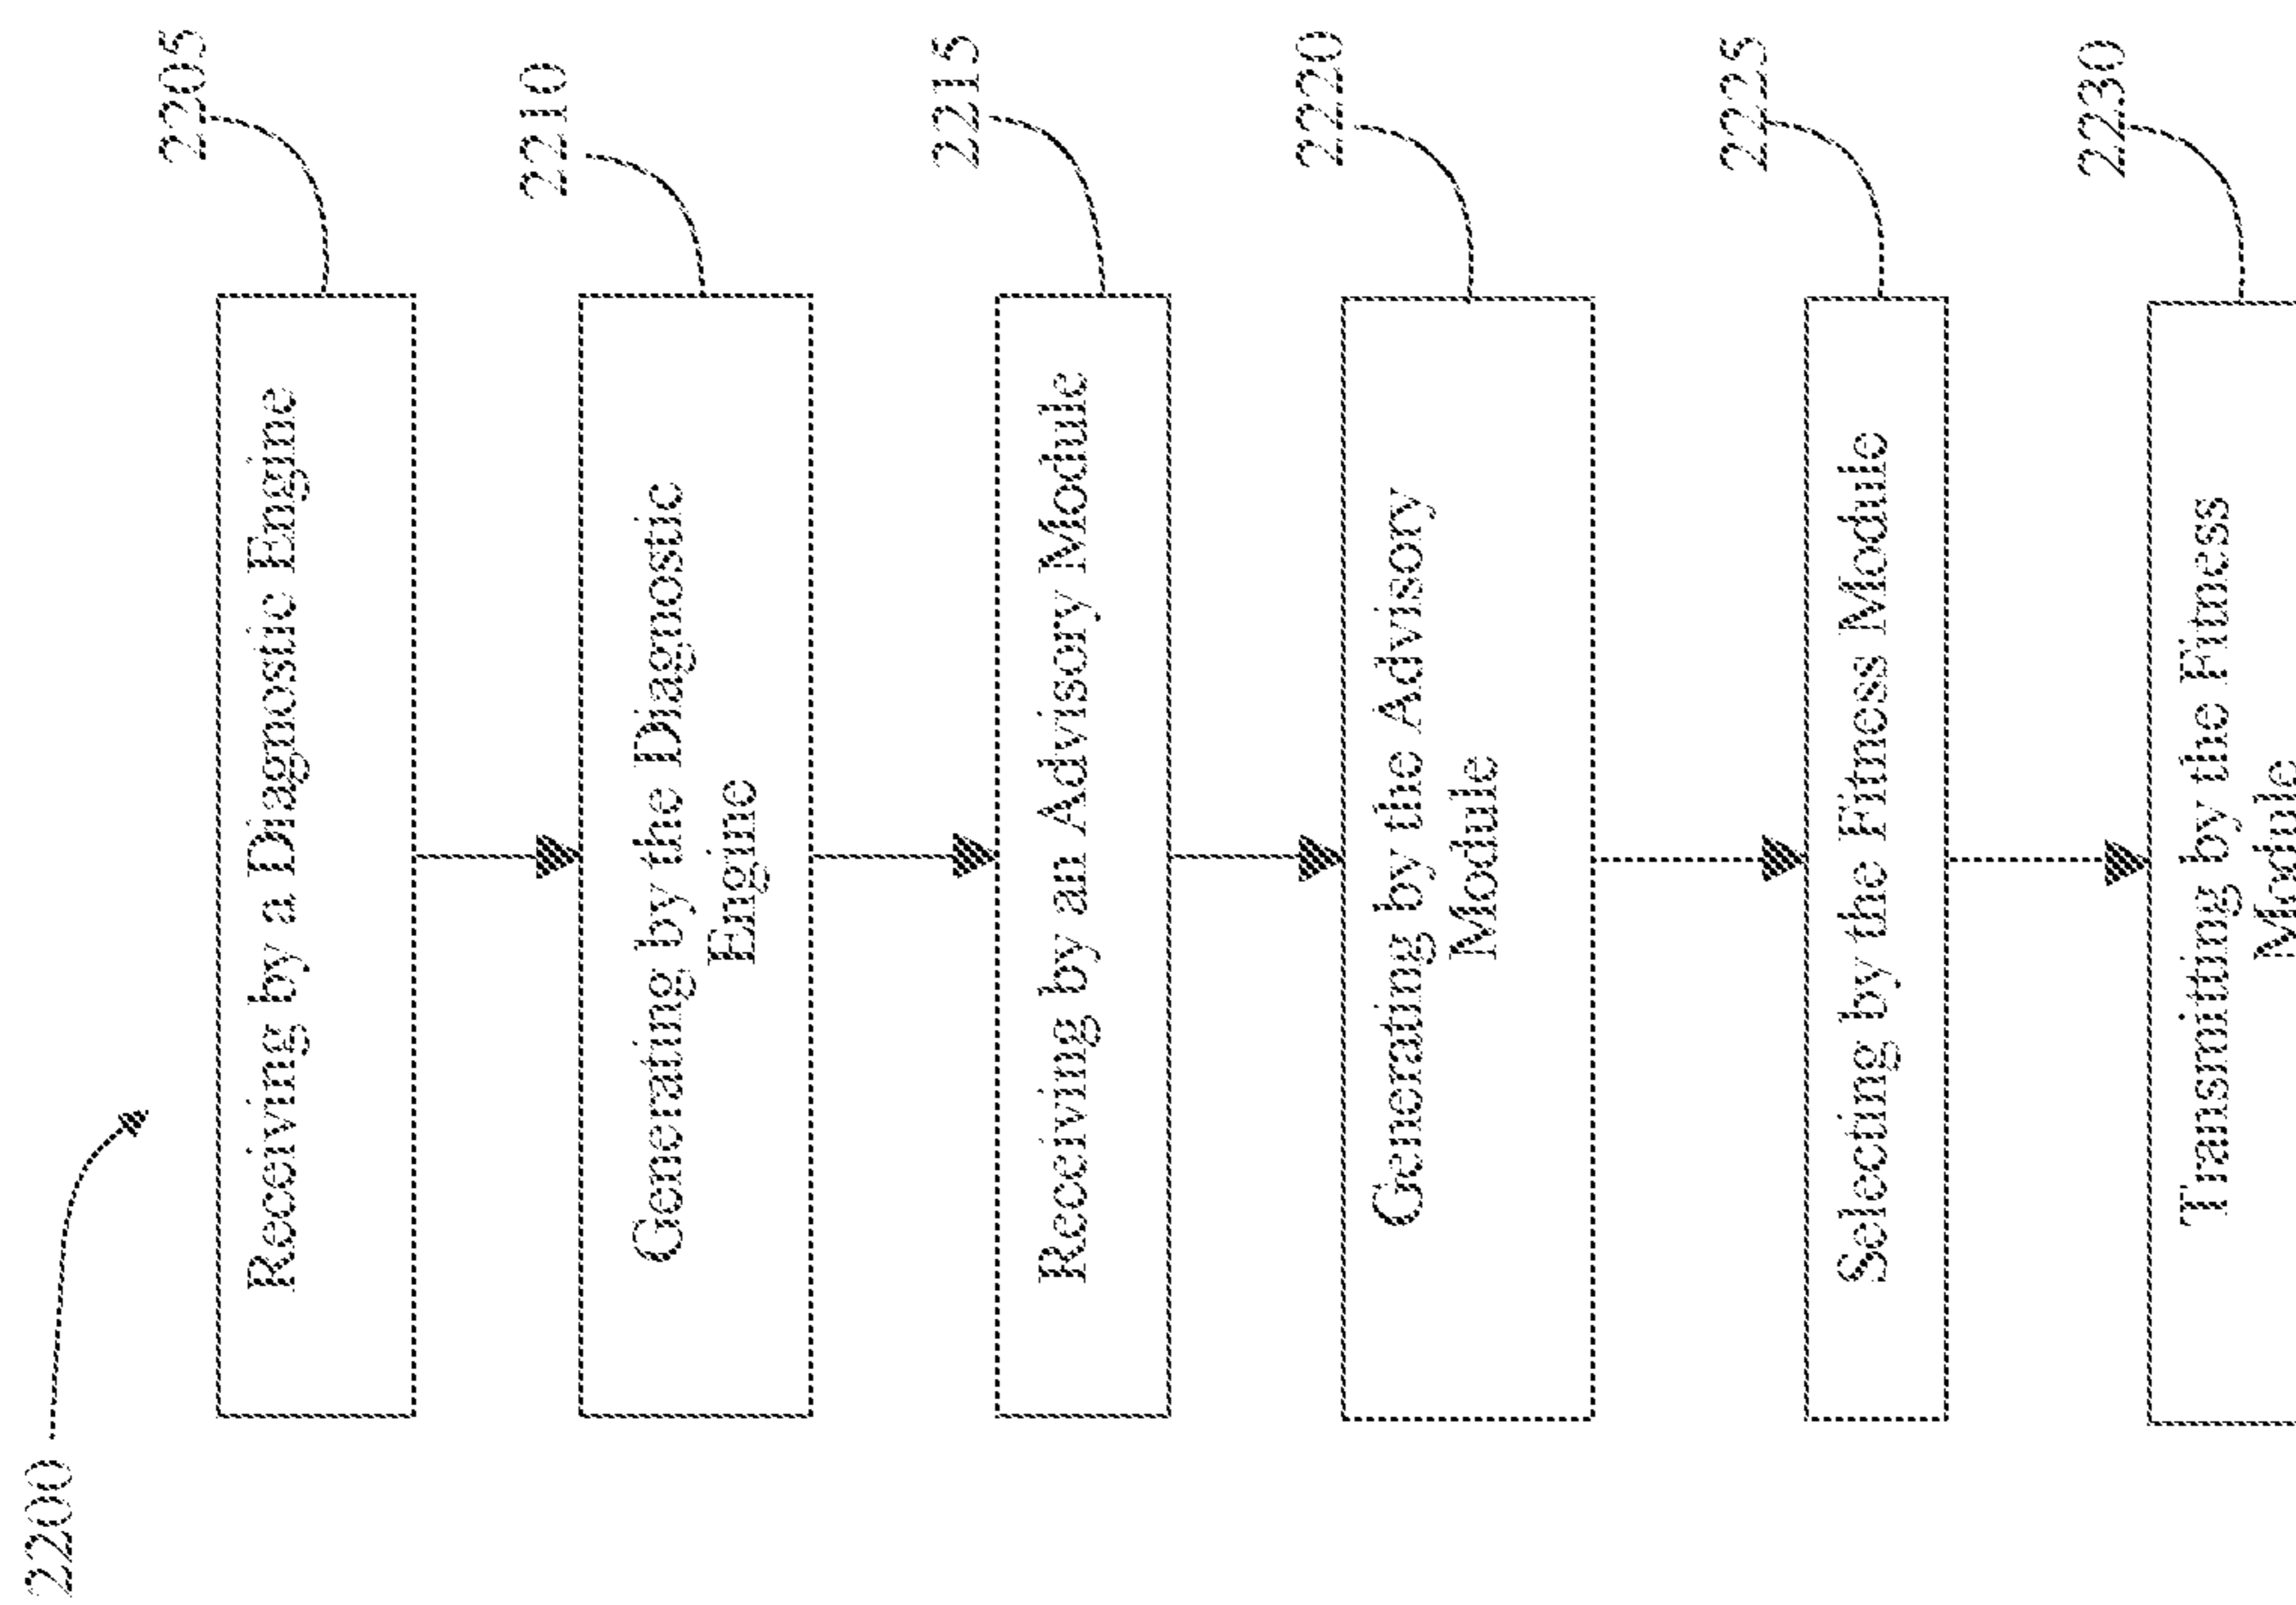 2200
Receiving by a Diagnostic Engine
2205
Generating by the Diagnostic
Engine
2210
Receiving by an Advisory Module
2215
Generating by the Advisory
Module
2220
Selecting by the Fitness Module
2225
Transmitting by the Fitness
Module
2230